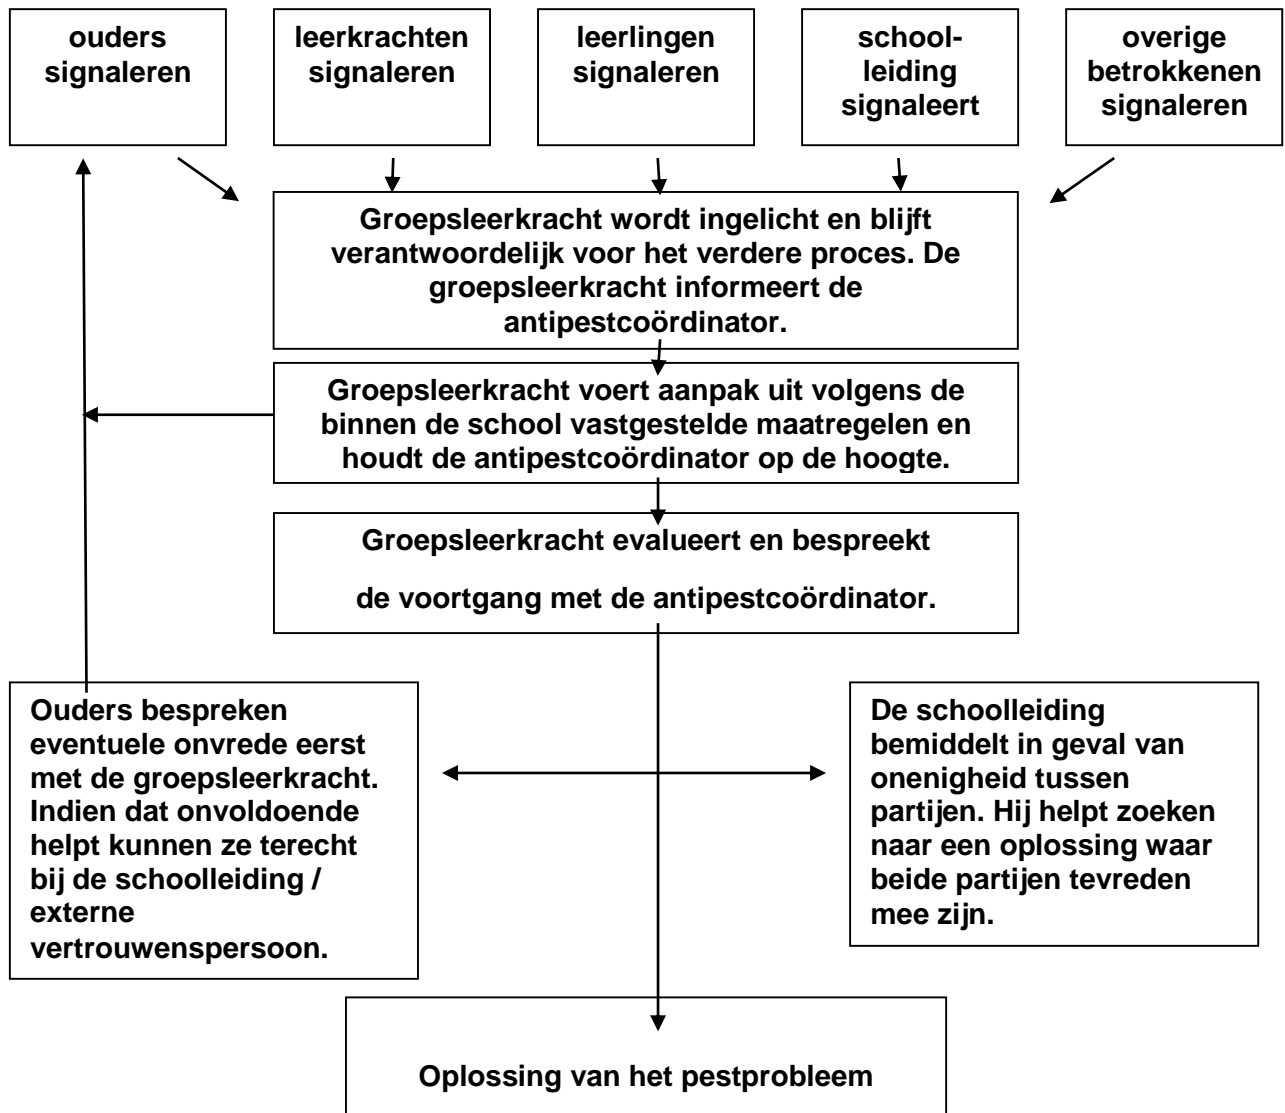 ouders
signaleren
leerkrachten
signaleren
leerlingen
signaleren
school-
leiding
signaleert
overige
betrokkenen
signaleren
Groepsleerkracht wordt ingelicht en blijft
verantwoordelijk voor het verdere proces. De
groepsleerkracht informeert de
antipestcoördinator.
Groepsleerkracht voert aanpak uit volgens de
binnen de school vastgestelde maatregelen en
houdt de antipestcoördinator op de hoogte.
Groepsleerkracht evalueert en bespreekt
de voortgang met de antipestcoördinator.
Ouders bespreken
eventuele onvrede eerst
met de groepsleerkracht.
Indien dat onvoldoende
helpt kunnen ze terecht
bij de schoolleiding /
externe
vertrouwenspersoon.
De schoolleiding
bemiddelt in geval van
onenigheid tussen
partijen. Hij helpt zoeken
naar een oplossing waar
beide partijen tevreden
mee zijn.
Oplossing van het pestprobleem